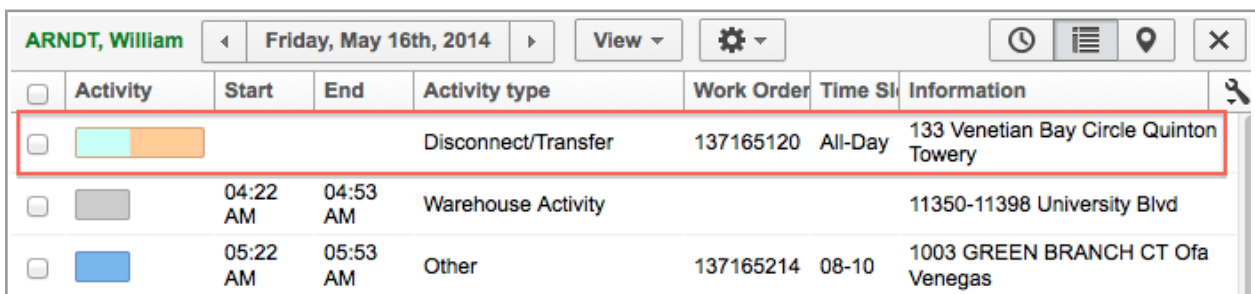 ARNDT, William Friday, May 16th, 2014 View
Activity Start End Activity type Work Order Time Sl Information
Disconnect/Transfer 137165120 All-Day 133 Venetian Bay Circle Quinton
Towery
04:22
AM 04:53
AM Warehouse Activity 11350-11398 University Blvd
05:22
AM 05:53
AM Other 137165214 08-10 1003 GREEN BRANCH CT Ofa
Venegas